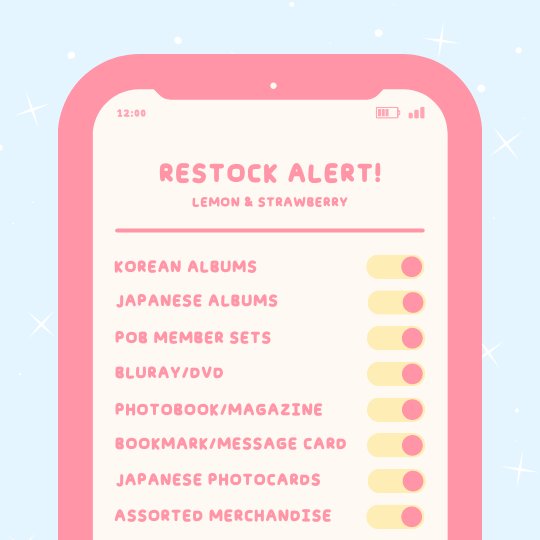 12:00
RESTOCK ALERT!
LEMON & STRAWBERRY
KOREAN ALBUMS
JAPANESE ALBUMS
POB MEMBER SETS
BLURAY/DVD
PHOTOBOOK/MAGAZINE
BOOKMARK/MESSAGE CARD
JAPANESE PHOTOCARDS
ASSORTED MERCHANDISE